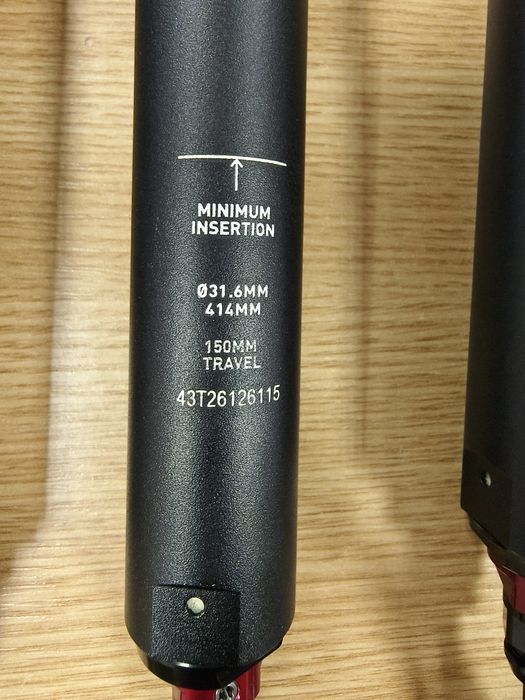 MINIMUM
INSERTION
Ø31.6MM
414MM
150MM
TRAVEL
43T26126115